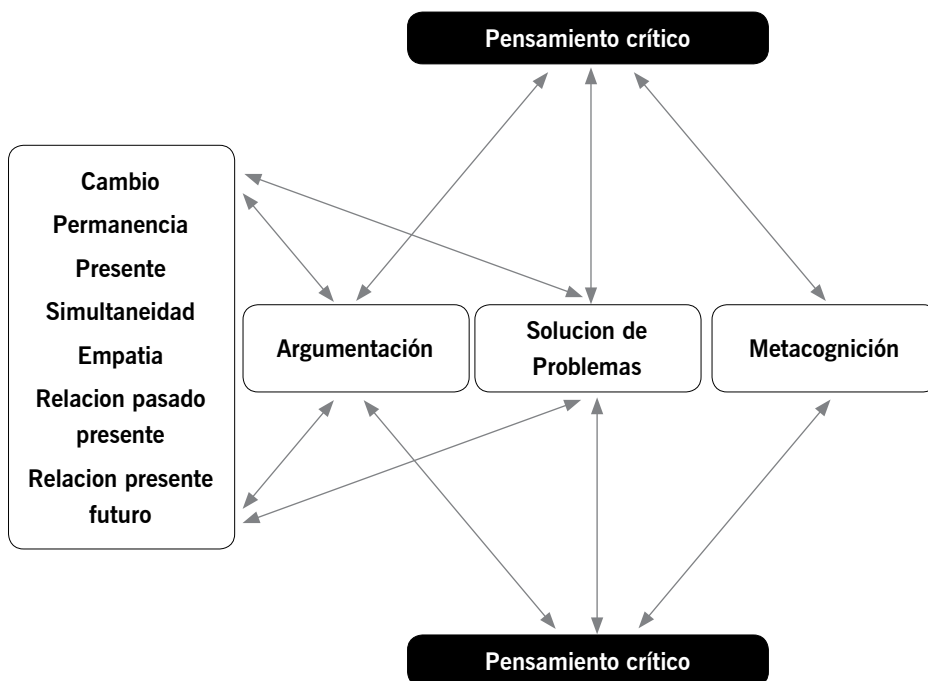 Pensamiento crítico
Cambio
Permanencia
Presente
Simultaneidad
Empatia
Relacion pasado
presente
Relacion presente
futuro
Argumentación
Solucion de
Problemas
Metacognición
Pensamiento crítico